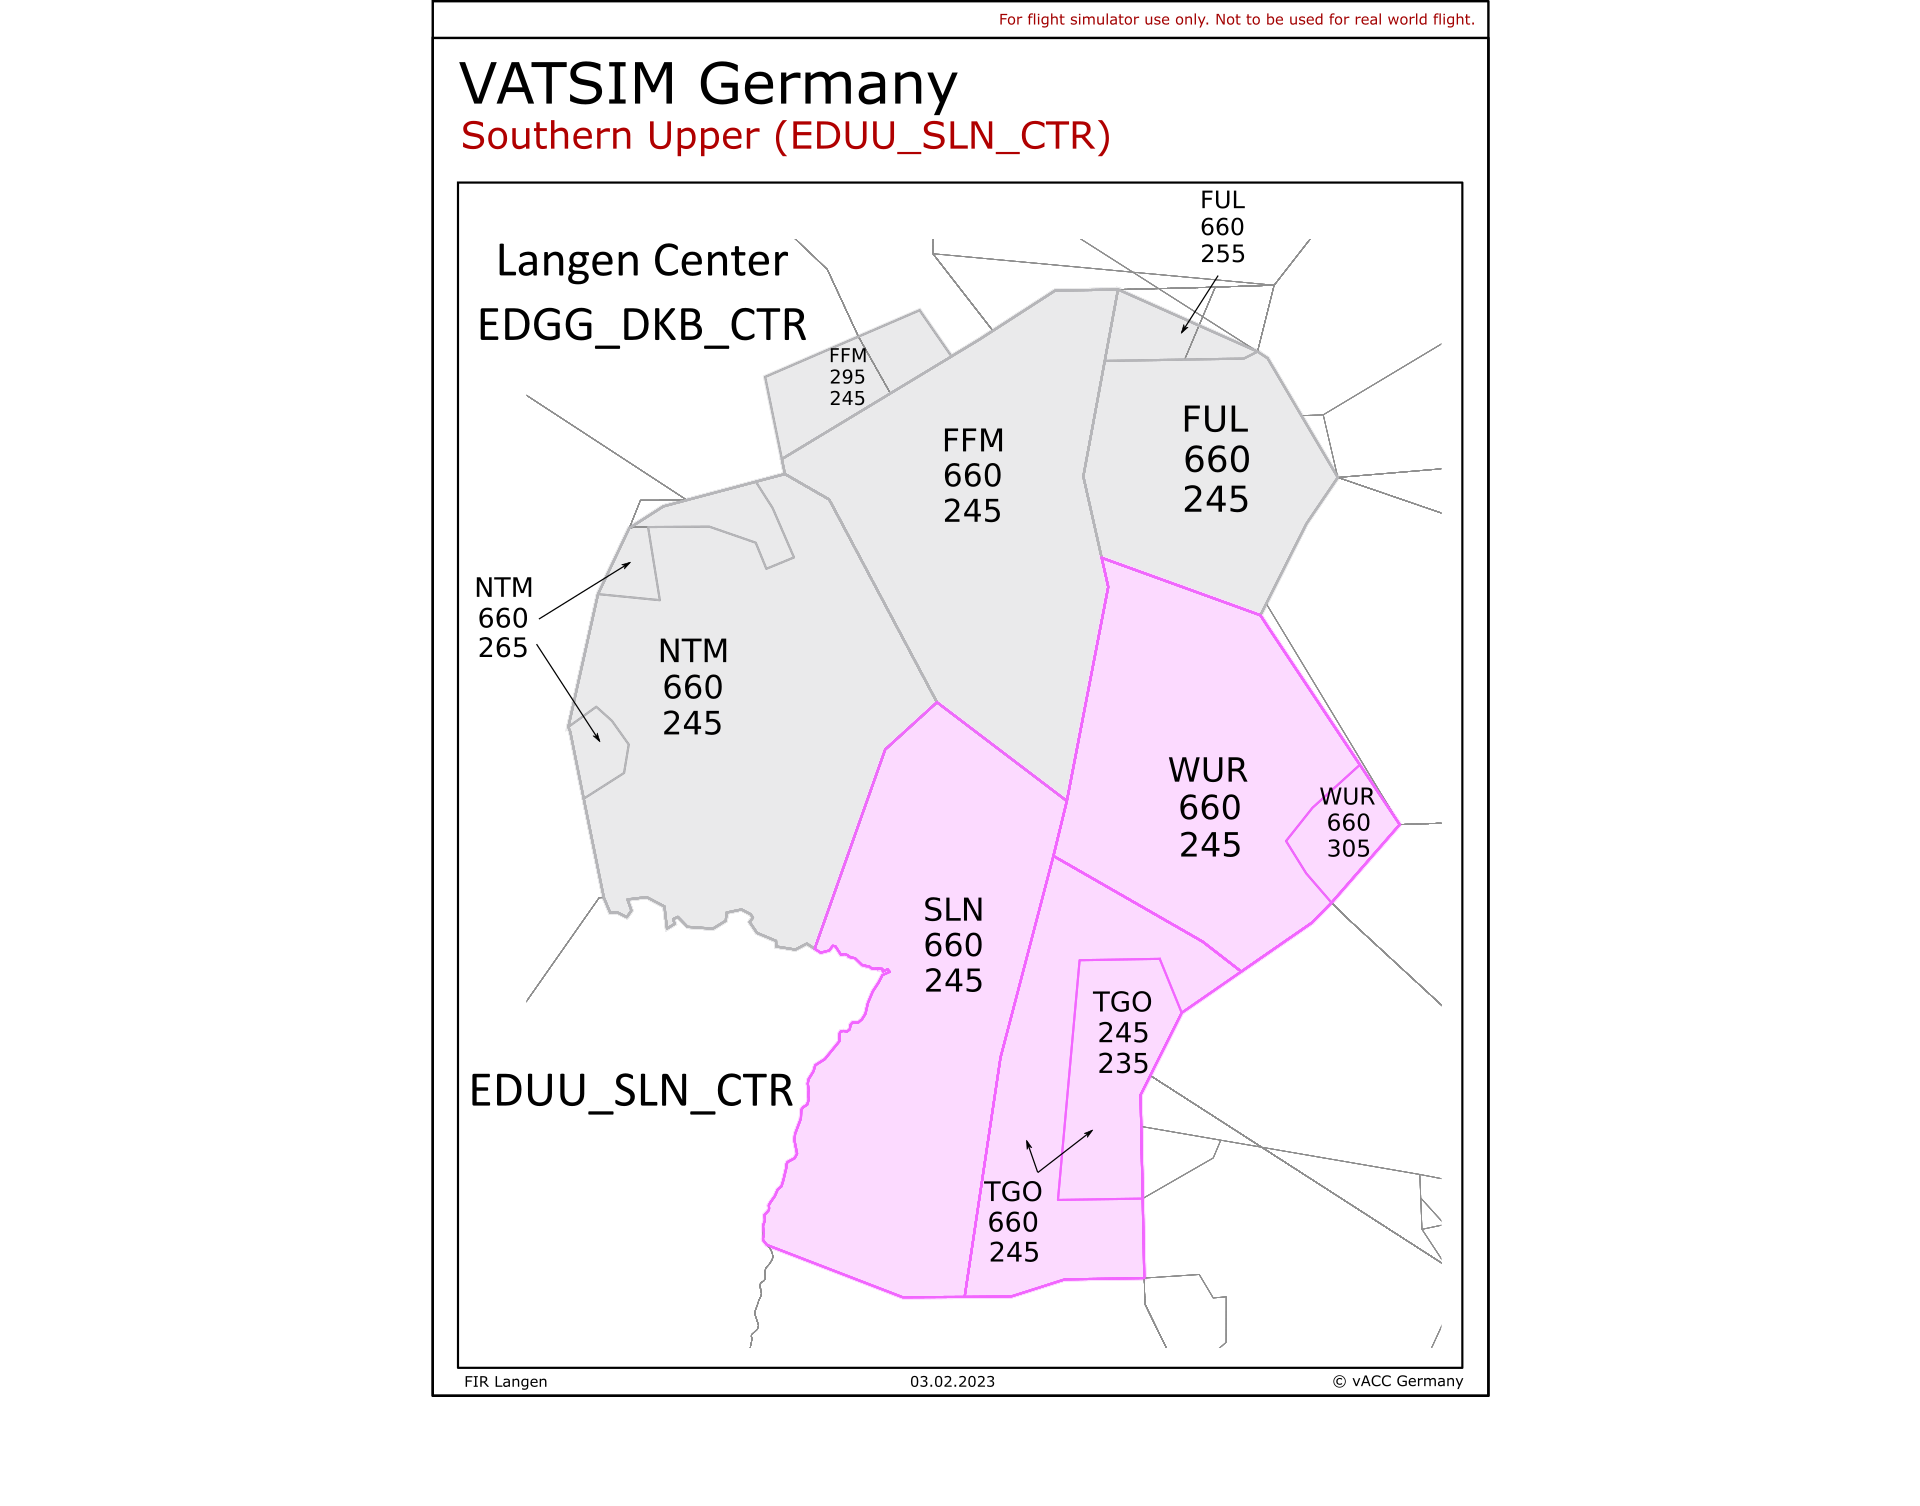 For flight simulator use only. Not to be used for real world flight.
VATSIM Germany
Southern Upper (EDUU_SLN_CTR)
FUL
660
255
Langen Center
EDGG_DKB_CTR
FFM
295
245
FFM
660
245
FUL
660
245
NTM
660
265
NTM
660
245
WUR
660
245
WUR
660
305
SLN
660
245
TGO
245
235
EDUU_SLN_CTR
TGO
660
245
FIR Langen
03.02.2023
© vACC Germany